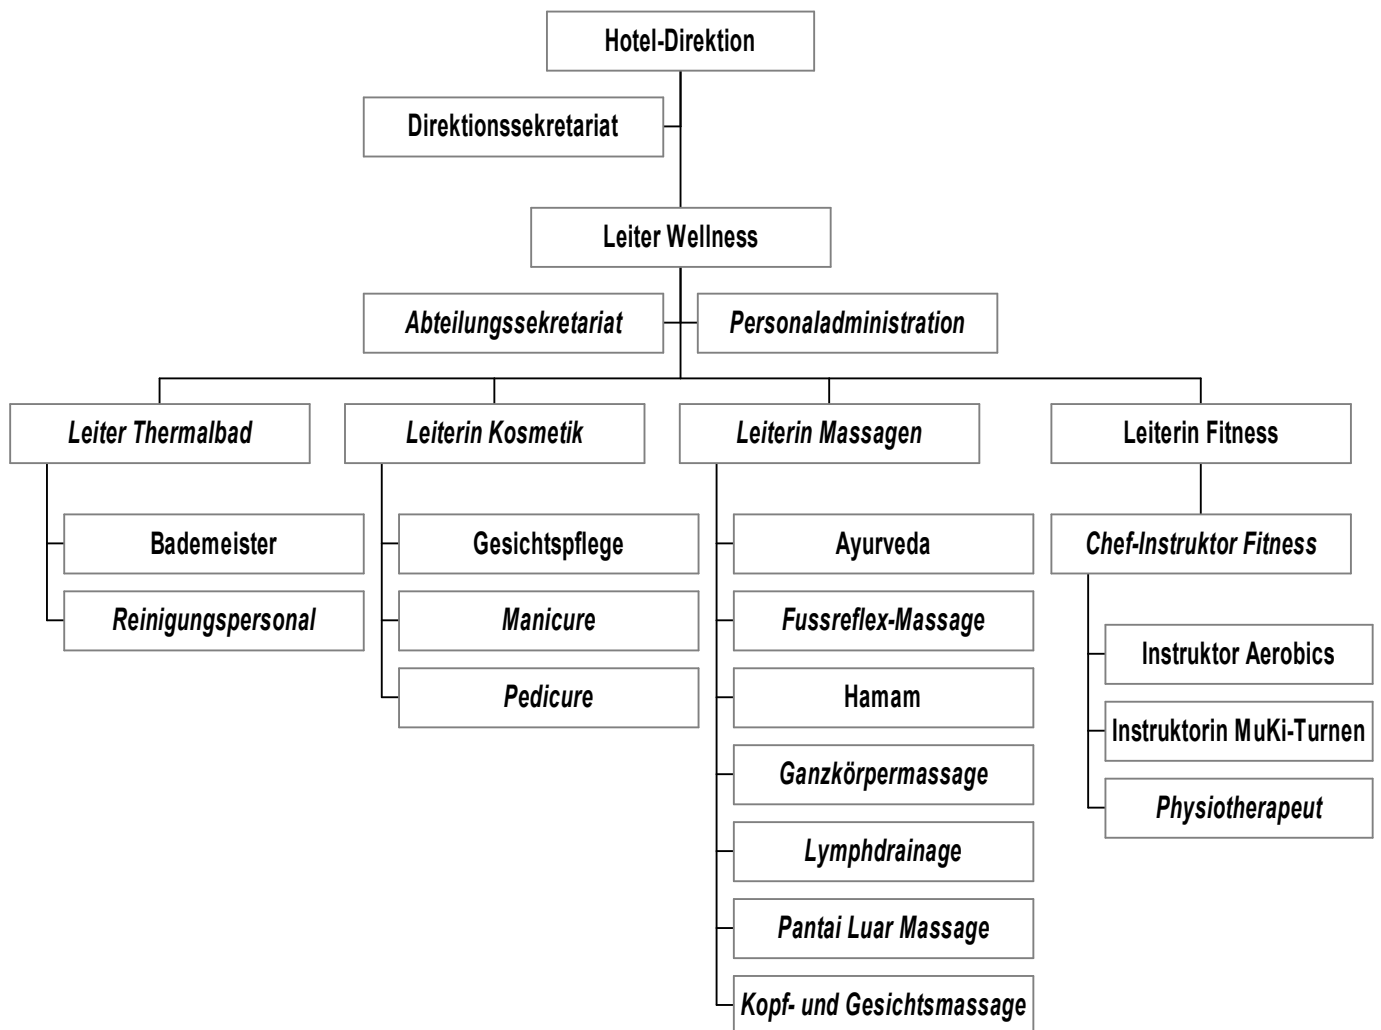 Hotel-Direktion
Direktionssekretariat
Leiter Wellness
Abteilungssekretariat
Personaladministration
Leiter Thermalbad
Leiterin Kosmetik
Leiterin Massagen
Leiterin Fitness
Bademeister
Gesichtspflege
Ayurveda
Chef-Instruktor Fitness
Reinigungspersonal
Manicure
Fussreflex-Massage
Instruktor Aerobics
Pedicure
Hamam
Instruktorin MuKi-Turnen
Ganzkörpermassage
Physiotherapeut
Lymphdrainage
Pantai Luar Massage
Kopf- und Gesichtsmassage